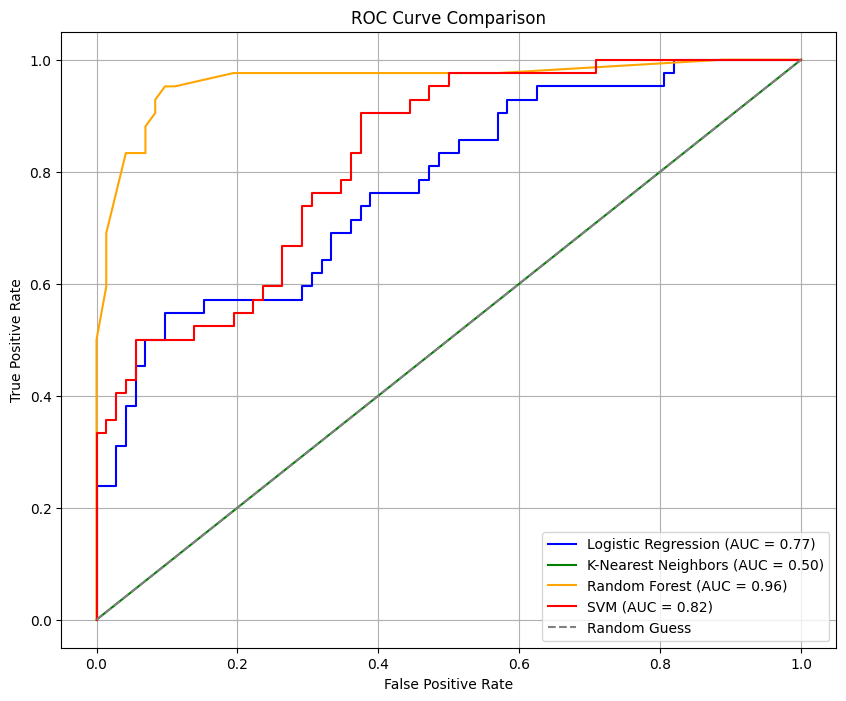 ROC Curve Comparison
True Positive Rate
1.0
0.8
0.6
0.4
0.2
0.0
0.0 0.2 0.4 0.6 0.8 1.0
False Positive Rate
Logistic Regression (AUC = 0.77)
K-Nearest Neighbors (AUC = 0.50)
Random Forest (AUC = 0.96)
SVM (AUC = 0.82)
Random Guess